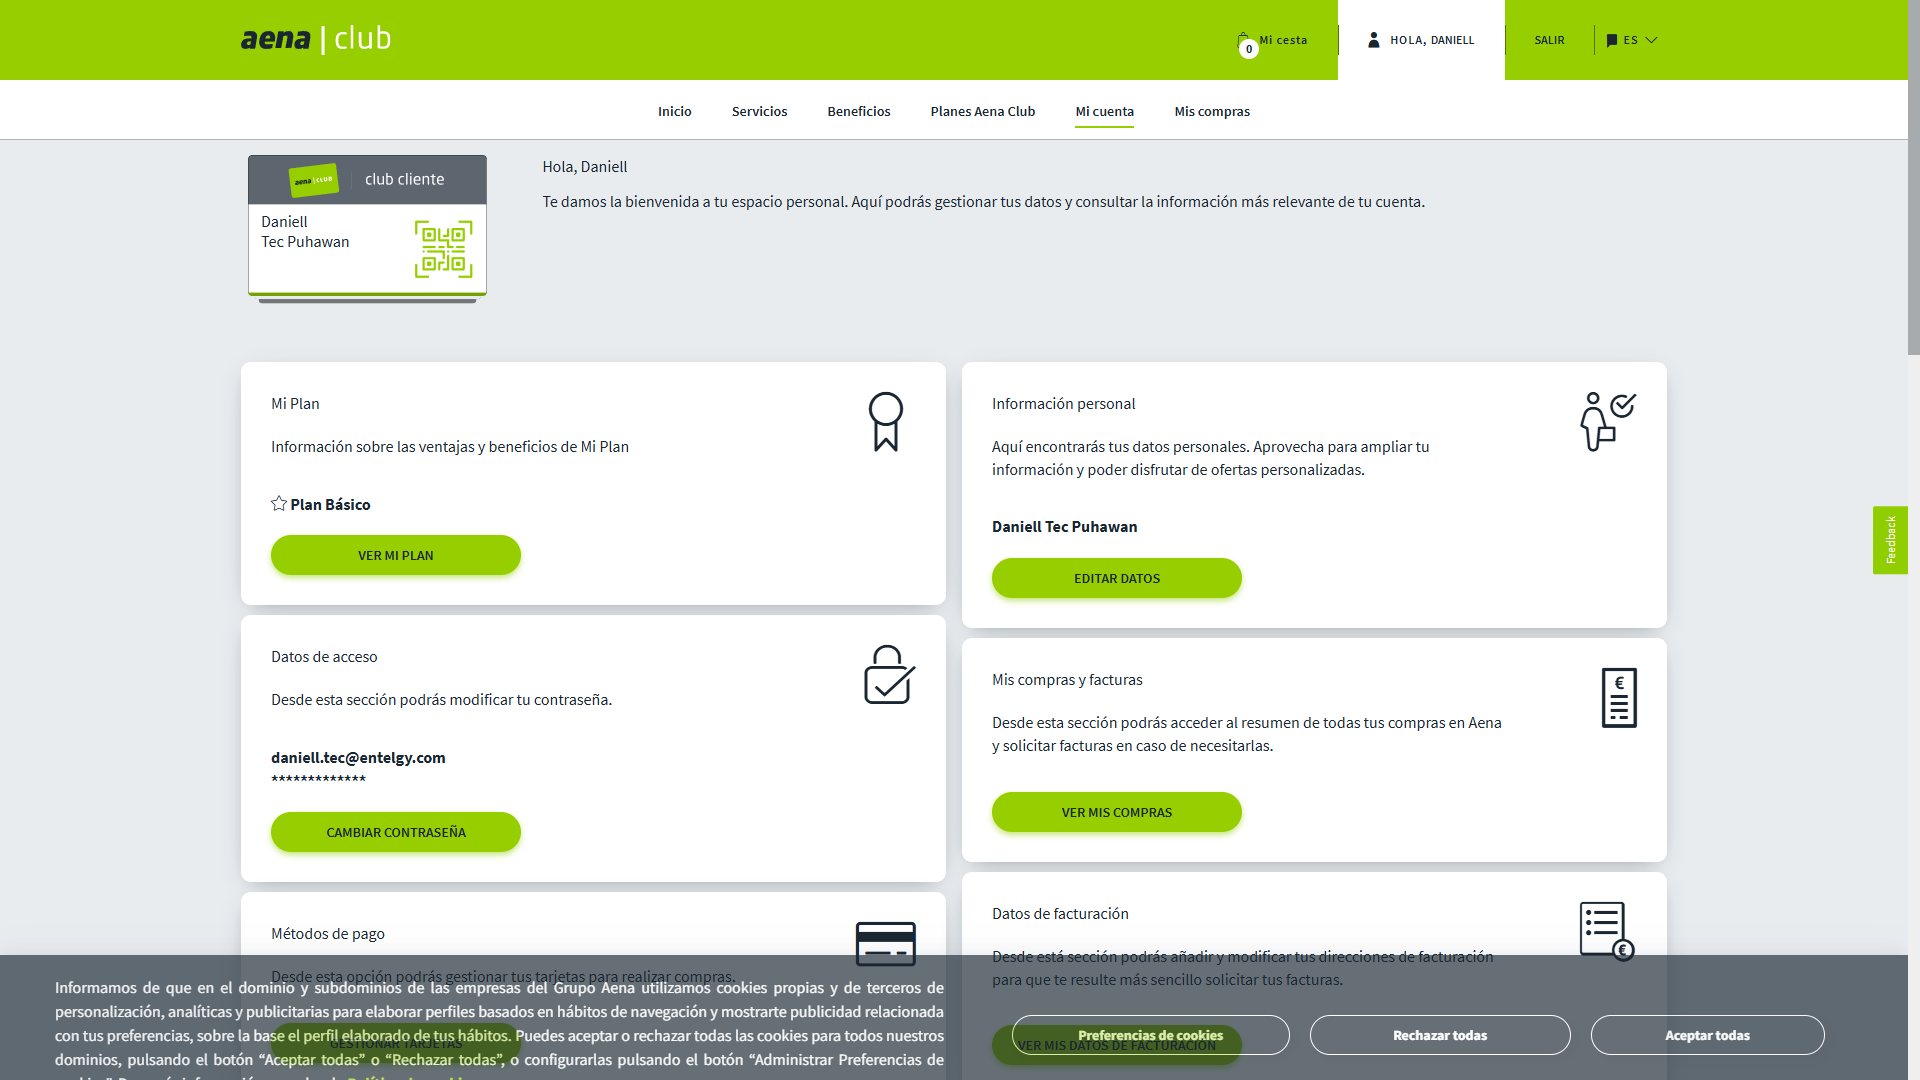 aena | club
0
Mi cesta
HOLA, DANIELL
SALIR
ES
Inicio
Servicios
Beneficios
Planes Aena Club
Mi cuenta
Mis compras
aena | CLUB
club cliente
Daniell
Tec Puhawan
Hola, Daniell
Te damos la bienvenida a tu espacio personal. Aquí podrás gestionar tus datos y consultar la información más relevante de tu cuenta.
Mi Plan
Información sobre las ventajas y beneficios de Mi Plan
Plan Básico
VER MI PLAN
Información personal
Aquí encontrarás tus datos personales. Aprovecha para ampliar tu
información y poder disfrutar de ofertas personalizadas.
Daniell Tec Puhawan
EDITAR DATOS
Feedback
Datos de acceso
Desde esta sección podrás modificar tu contraseña.
daniell.tec@entelgy.com
*************
CAMBIAR CONTRASEÑA
Mis compras y facturas
€
Desde esta sección podrás acceder al resumen de todas tus compras en Aena
y solicitar facturas en caso de necesitarlas.
VER MIS COMPRAS
Métodos de pago
Desde esta opción podrás gestionar tus tarjetas para realizar compras.
GESTIONAR TARJETAS
Datos de facturación
€
Desde está sección podrás añadir y modificar tus direcciones de facturación
para que te resulte más sencillo solicitar tus facturas.
VER MIS DATOS DE FACTURACIÓN
Informamos de que en el dominio y subdominios de las empresas del Grupo Aena utilizamos cookies propias y de terceros de
personalización, analíticas y publicitarias para elaborar perfiles basados en hábitos de navegación y mostrarte publicidad relacionada
con tus preferencias, sobre la base el perfil elaborado de tus hábitos. Puedes aceptar o rechazar todas las cookies para todos nuestros
dominios, pulsando el botón “Aceptar todas” o “Rechazar todas”, o configurarlas pulsando el botón “Administrar Preferencias de
Preferencias de cookies
Rechazar todas
Aceptar todas